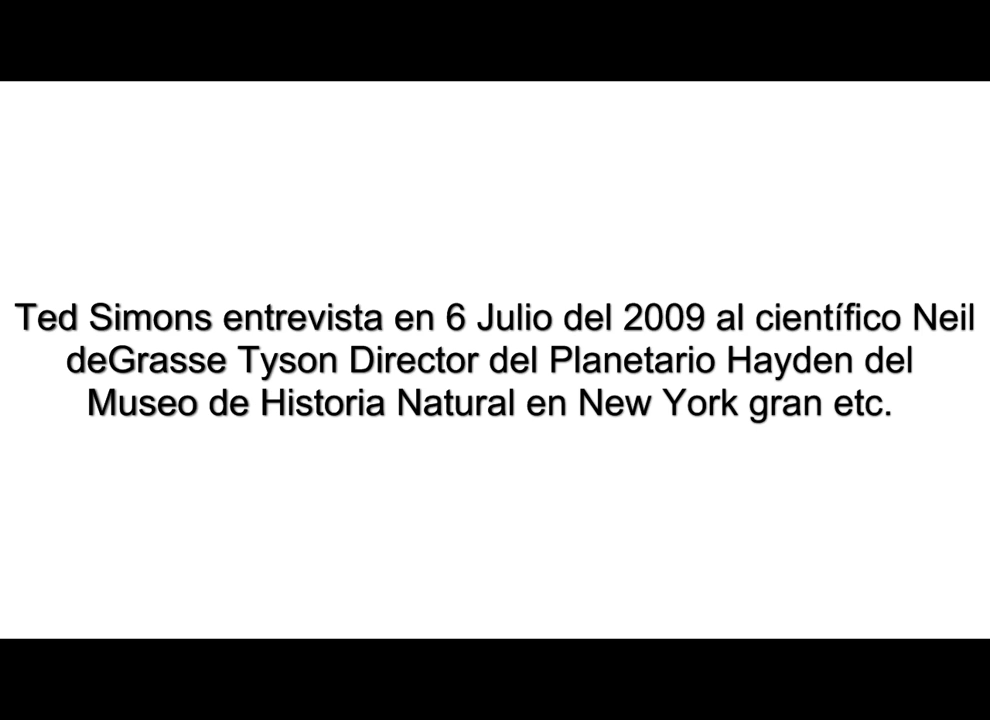 Ted Simons entrevista en 6 Julio del 2009 al científico Neil
deGrasse Tyson Director del Planetario Hayden del
Museo de Historia Natural en New York gran etc.